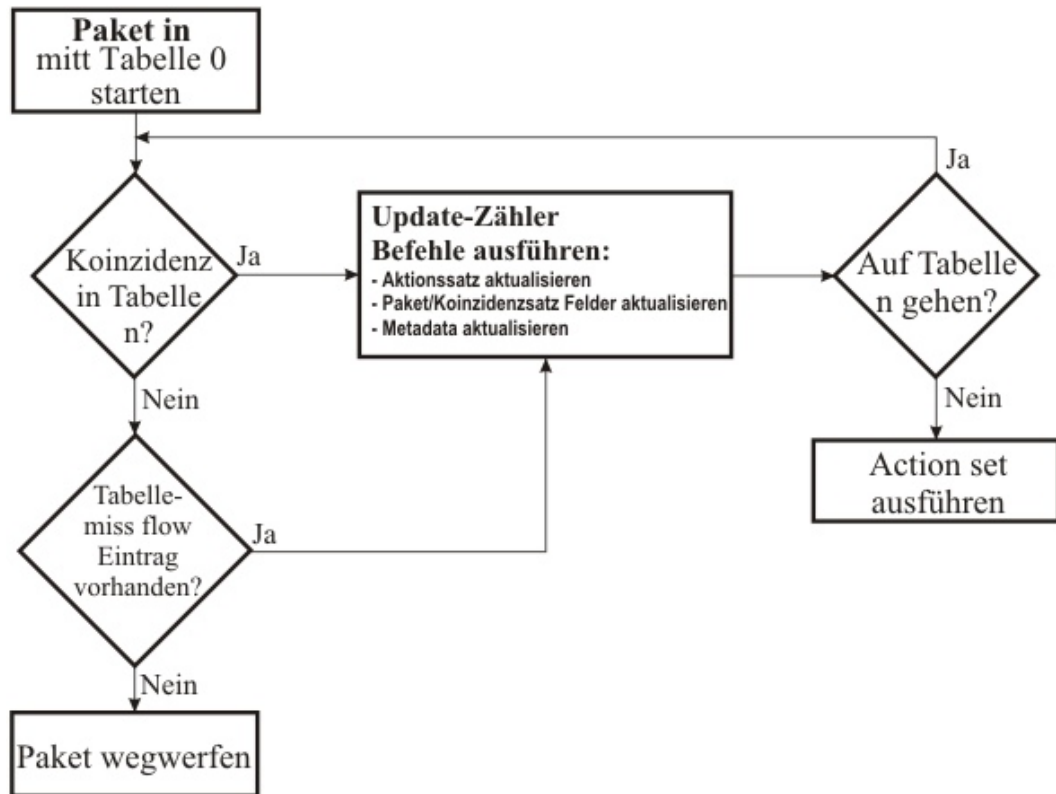 Paket in
mitt Tabelle 0
starten
Ja
Koinzidenz
in Tabelle
n?
Ja
Update-Zähler
Befehle ausführen:
- Aktionssatz aktualisieren
- Paket/Koinzidenzsatz Felder aktualisieren
- Metadata aktualisieren
Auf Tabelle
n gehen?
Nein
Nein
Action set
ausführen
Tabelle-
miss flow
Eintrag
vorhanden?
Ja
Nein
Paket wegwerfen